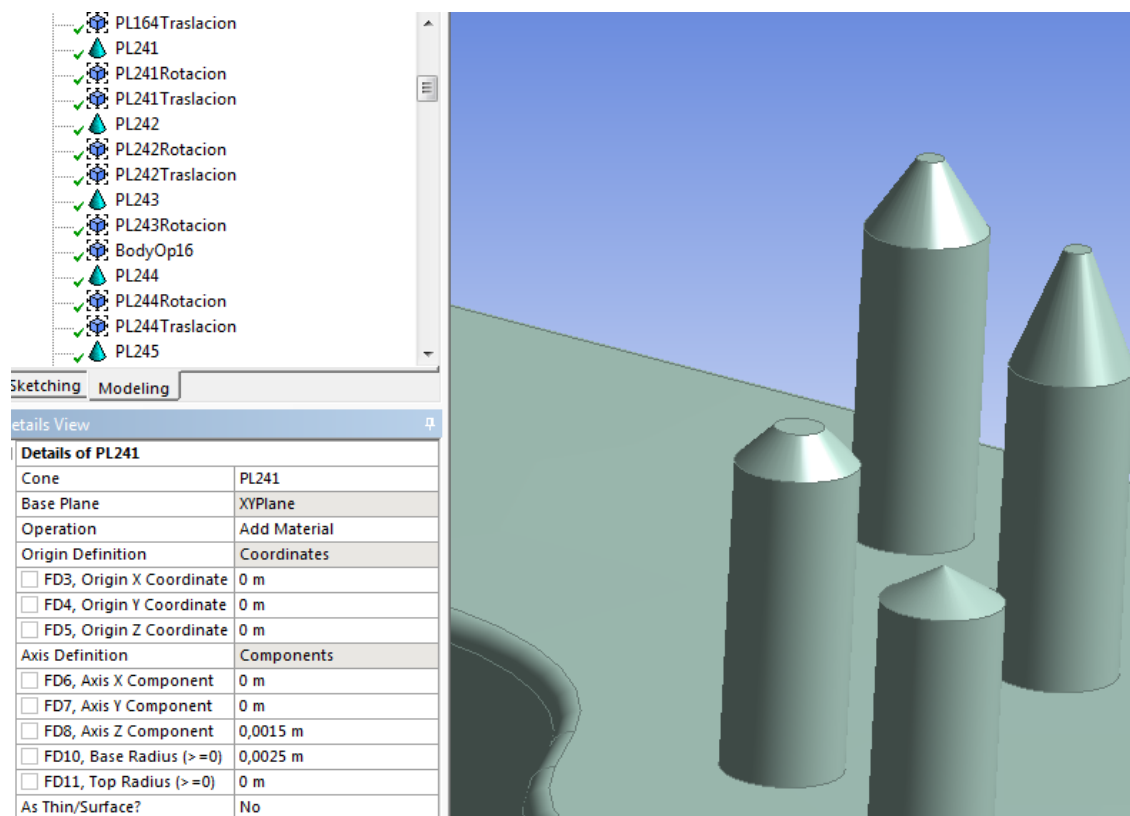 PL164Traslacion
PL241
PL241Rotacion
PL241Traslacion
PL242
PL242Rotacion
PL242Traslacion
PL243
PL243Rotacion
BodyOp16
PL244
PL244Rotacion
PL244Traslacion
PL245
Sketching Modeling
etails View
Details of PL241
Cone PL241
Base Plane XYPlane
Operation Add Material
Origin Definition Coordinates
FD3, Origin X Coordinate 0 m
FD4, Origin Y Coordinate 0 m
FD5, Origin Z Coordinate 0 m
Axis Definition Components
FD6, Axis X Component 0 m
FD7, Axis Y Component 0 m
FD8, Axis Z Component 0,0015 m
FD10, Base Radius (>=0) 0,0025 m
FD11, Top Radius (>=0) 0 m
As Thin/Surface? No